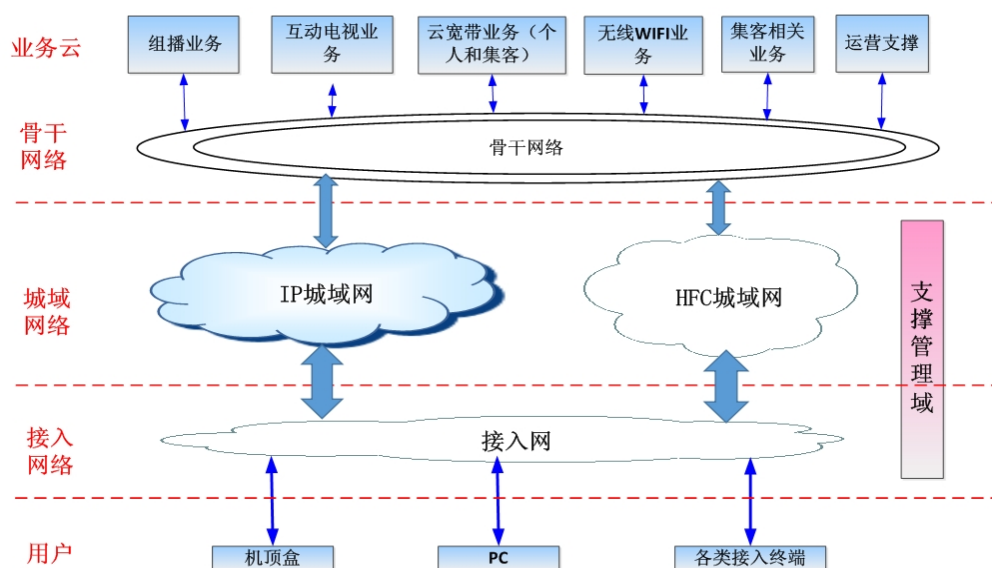 业务云
组播业务
互动电视业
务
云宽带业务（个
人和集客）
无线WIFI业
务
集客相关
业务
运营支撑
骨干
网络
骨干网络
城域
网络
IP城域网
HFC城域网
支撑管理域
接入
网络
接入网
用户
机顶盒
PC
各类接入终端